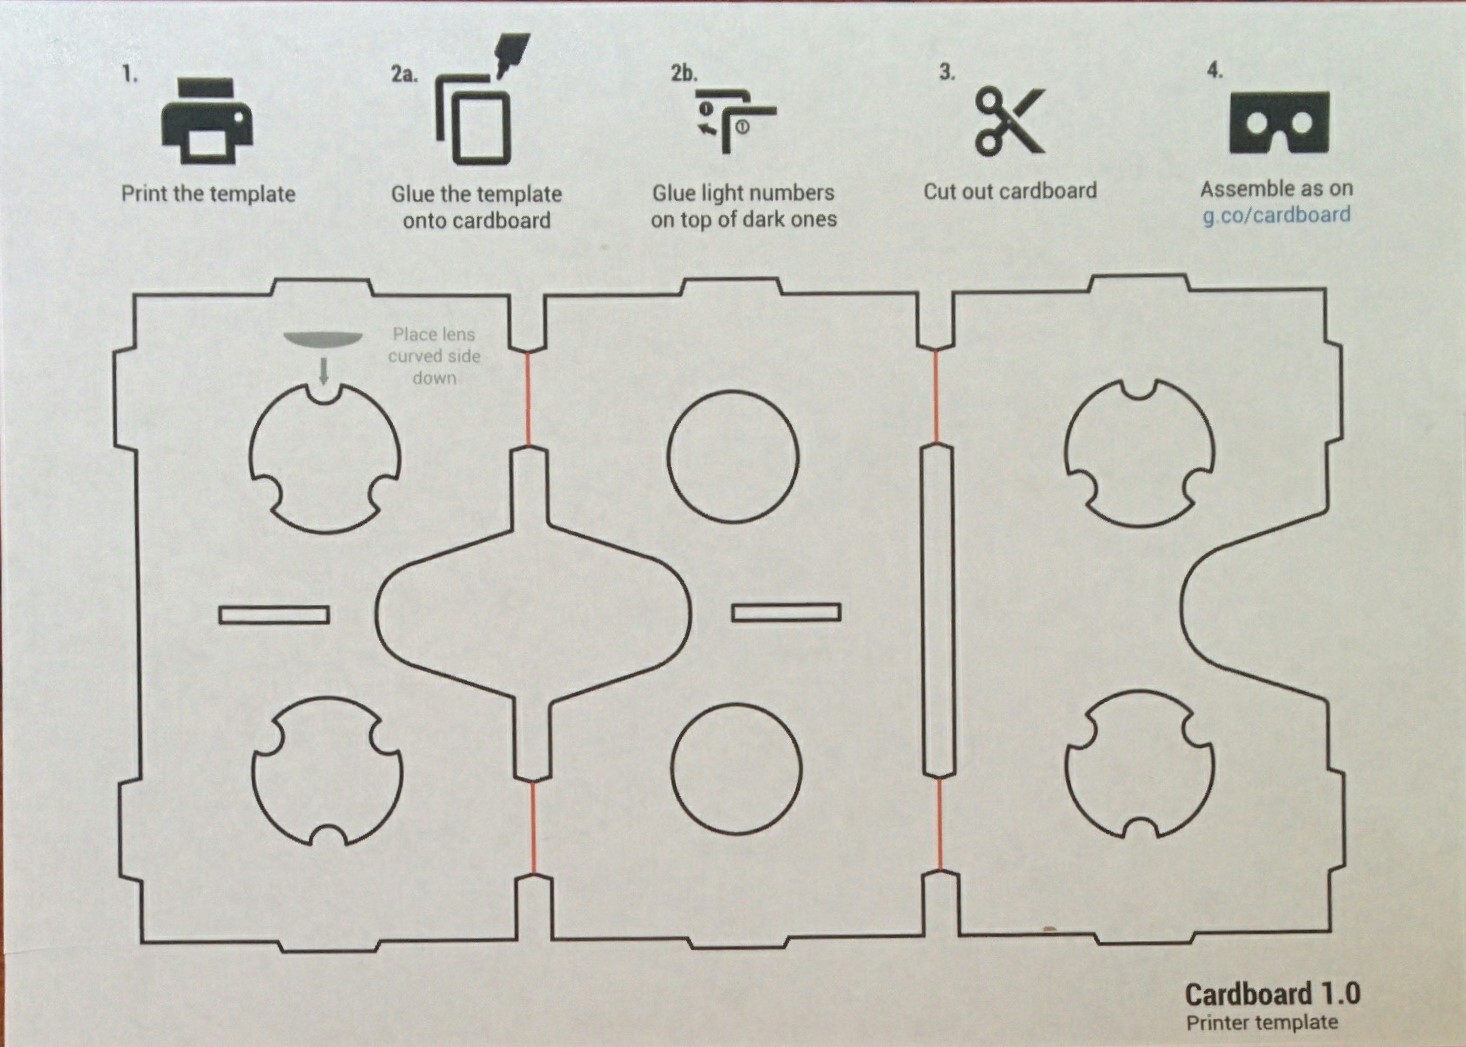 1.
Print the template
2a.
Glue the template
onto cardboard
2b.
Glue light numbers
on top of dark ones
3.
Cut out cardboard
4.
Assemble as on
g.co/cardboard
Place lens
curved side
down
Cardboard 1.0
Printer template